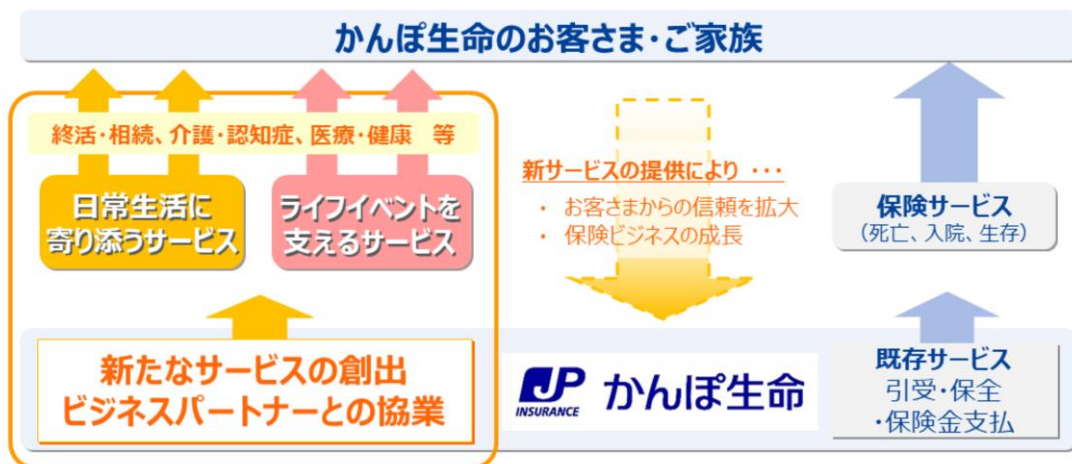 かんぽ生命のお客さま・ご家族
終活・相続、介護・認知症、医療・健康　等
日常生活に
寄り添うサービス
ライフイベントを
支えるサービス
新サービスの提供により ・・・
・ お客さまからの信頼を拡大
・ 保険ビジネスの成長
保険サービス
（死亡、入院、生存）
新たなサービスの創出
ビジネスパートナーとの協業
JP
INSURANCE
かんぽ生命
既存サービス
引受・保全
・保険金支払